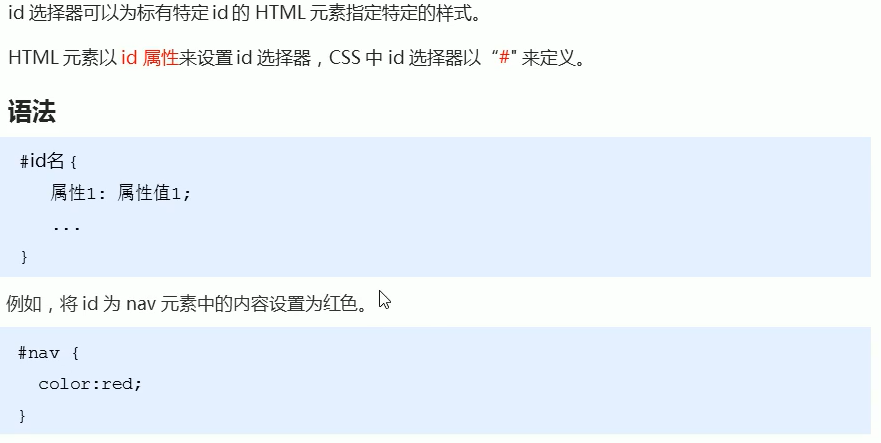 id 选择器可以为标有特定id的 HTML 元素指定特定的样式。
HTML 元素以 id 属性来设置id 选择器，CSS 中 id 选择器以“#" 来定义。
语法
#id名 {
属性1: 属性值1;
...
}
例如，将 id 为 nav 元素中的内容设置为红色。
#nav {
color:red;
}